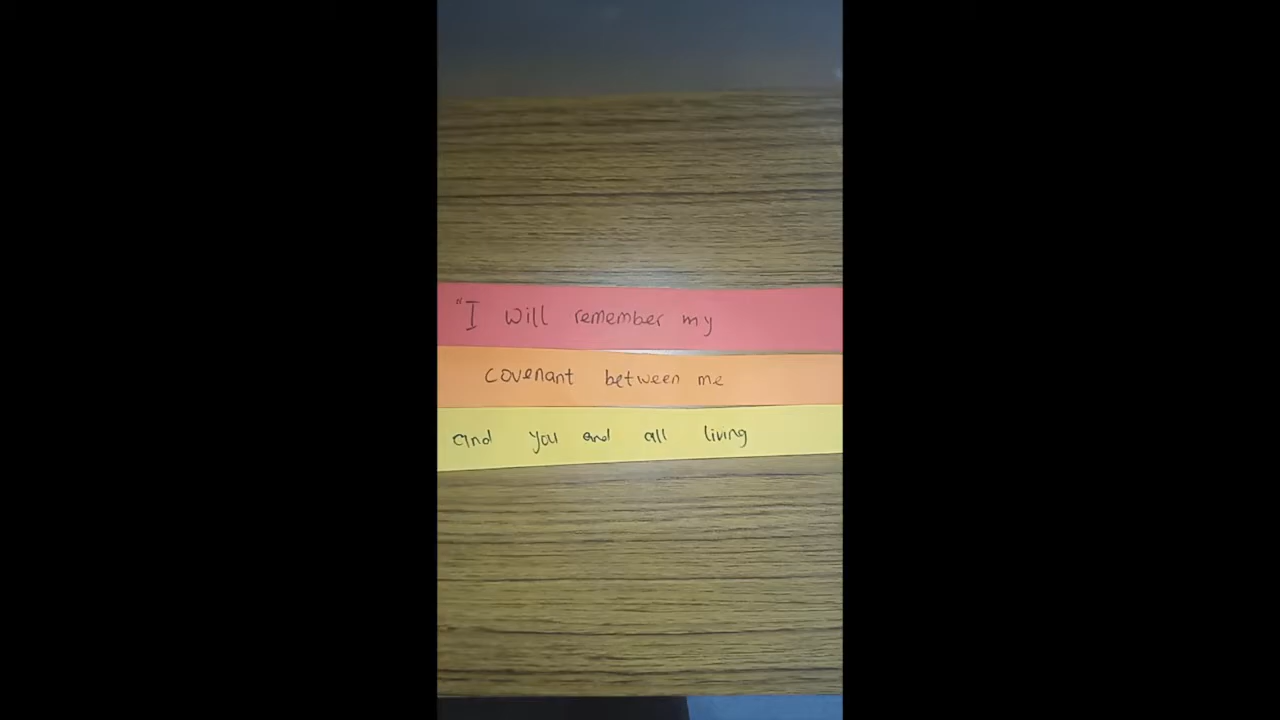 "I will remember my
covenant between me
and you and all living